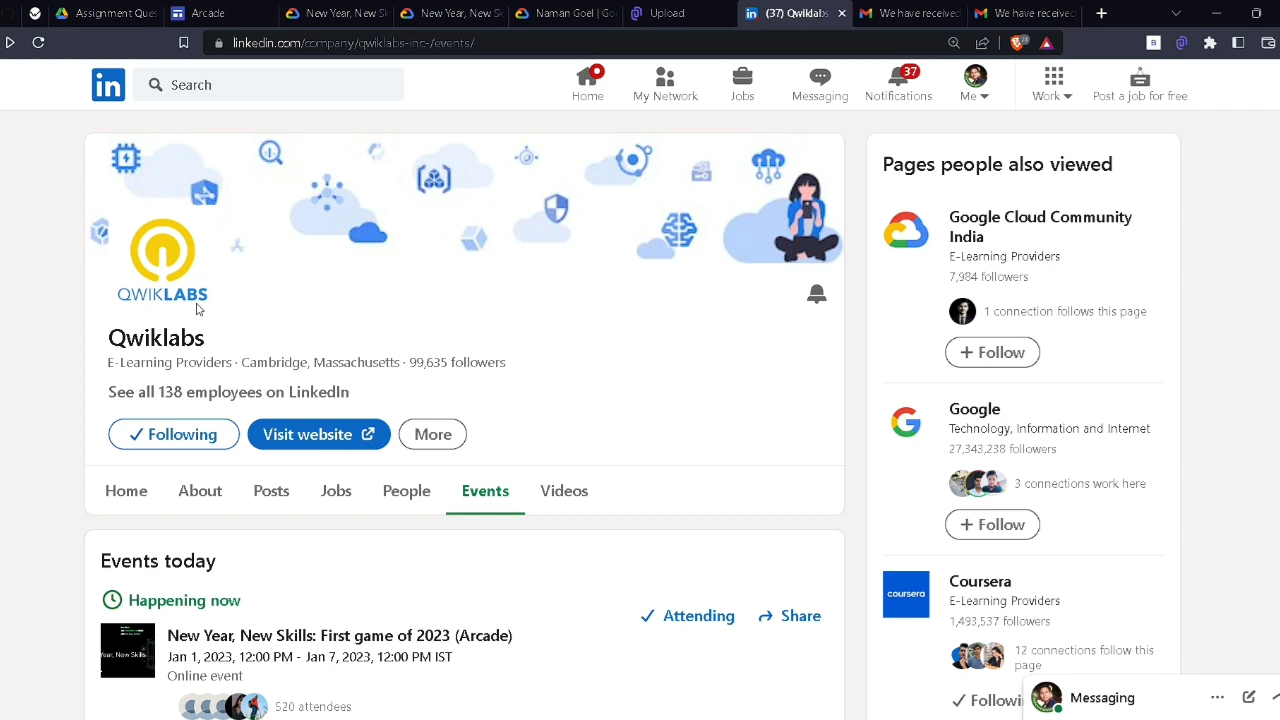 Assignment Ques
Arcade
New Year, New Sk
New Year, New Sk
Naman Goel | Go
Upload
(37) Qwiklabs
We have received
We have received
linkedin.com/company/qwiklabs-inc-/events/
in
Search
Home
My Network
Jobs
Messaging
37
Notifications
Me
Work
Post a job for free
QWIKLABS
Qwiklabs
E-Learning Providers · Cambridge, Massachusetts · 99,635 followers
See all 138 employees on LinkedIn
Following
Visit website
More
Home
About
Posts
Jobs
People
Events
Videos
Events today
Happening now
New Year, New Skills: First game of 2023 (Arcade)
Jan 1, 2023, 12:00 PM - Jan 7, 2023, 12:00 PM IST
Online event
520 attendees
Attending
Share
Pages people also viewed
Google Cloud Community
India
E-Learning Providers
7,984 followers
1 connection follows this page
+ Follow
Google
Technology, Information and Internet
27,343,238 followers
3 connections work here
+ Follow
coursera
Coursera
E-Learning Providers
1,493,537 followers
12 connections follow this
page
Followi
Messaging